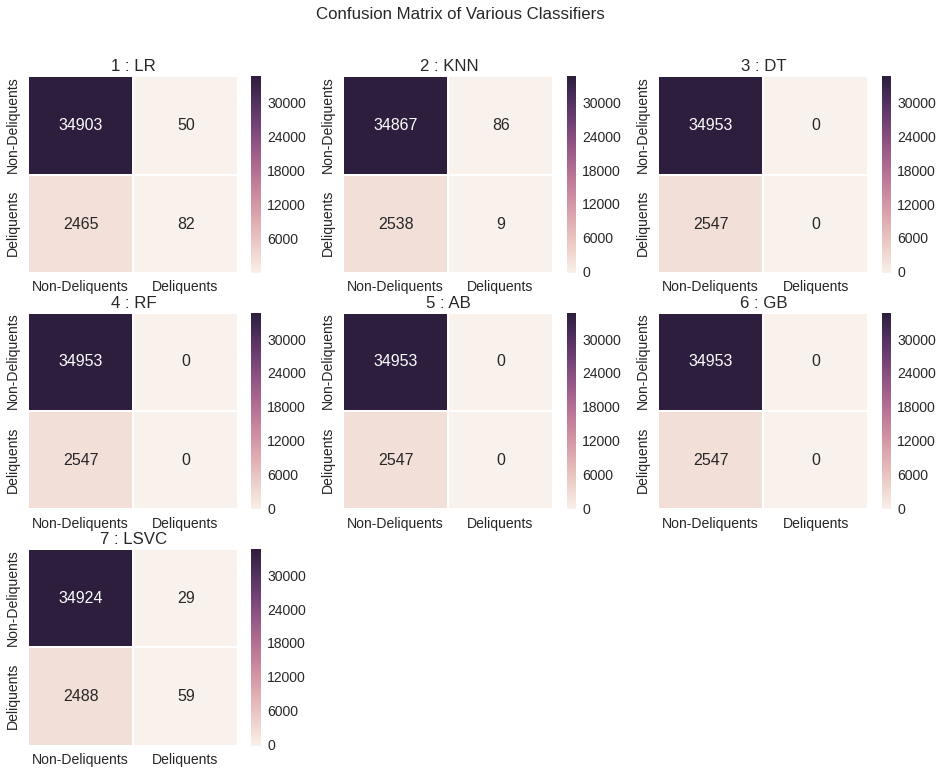 Confusion Matrix of Various Classifiers
1 : LR
2 : KNN
3 : DT
Non-Deliquents
34903
50
30000
24000
18000
12000
6000
Deliquents
2465
82
Non-Deliquents Deliquents
Non-Deliquents
34867
86
30000
24000
18000
12000
6000
0
Deliquents
2538
9
Non-Deliquents Deliquents
Non-Deliquents
34953
0
30000
24000
18000
12000
6000
0
Deliquents
2547
0
Non-Deliquents Deliquents
4 : RF
5 : AB
6 : GB
Non-Deliquents
34953
0
30000
24000
18000
12000
6000
0
Deliquents
2547
0
Non-Deliquents Deliquents
Non-Deliquents
34953
0
30000
24000
18000
12000
6000
0
Deliquents
2547
0
Non-Deliquents Deliquents
Non-Deliquents
34953
0
30000
24000
18000
12000
6000
0
Deliquents
2547
0
Non-Deliquents Deliquents
7 : LSVC
Non-Deliquents
34924
29
30000
24000
18000
12000
6000
0
Deliquents
2488
59
Non-Deliquents Deliquents